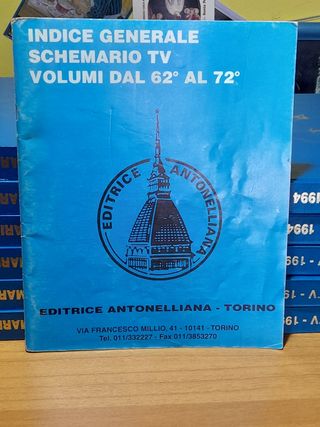 INDICE GENERALE
SCHEMARIO TV
VOLUMI DAL 62° AL 72°
EDITRICE ANTONELLIANA
EDITRICE ANTONELLIANA - TORINO
VIA FRANCESCO MILLIO, 41 - 10141 - TORINO
Tel. 011/332227 - Fax 011/3853270
1994
1994